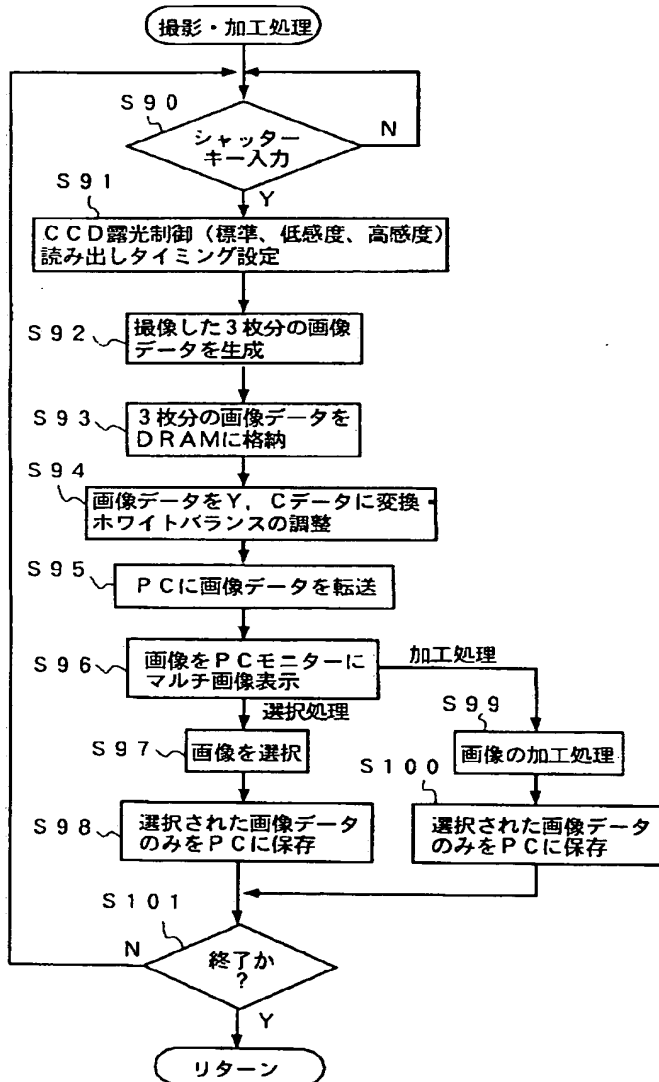 撮影・加工処理
S90
シャッター
キー入力
N
Y
S91
CCD露光制御(標準、低感度、高感度)
読み出しタイミング設定
S92
撮像した3枚分の画像
データを生成
S93
3枚分の画像データを
DRAMに格納
S94
画像データをY，Cデータに変換
ホワイトバランスの調整
S95
PCに画像データを転送
S96
画像をPCモニターに
マルチ画像表示
加工処理
選択処理
S97
画像を選択
S99
画像の加工処理
S98
選択された画像データ
のみをPCに保存
S100
選択された画像データ
のみをPCに保存
S101
終了か
?
N
Y
リターン